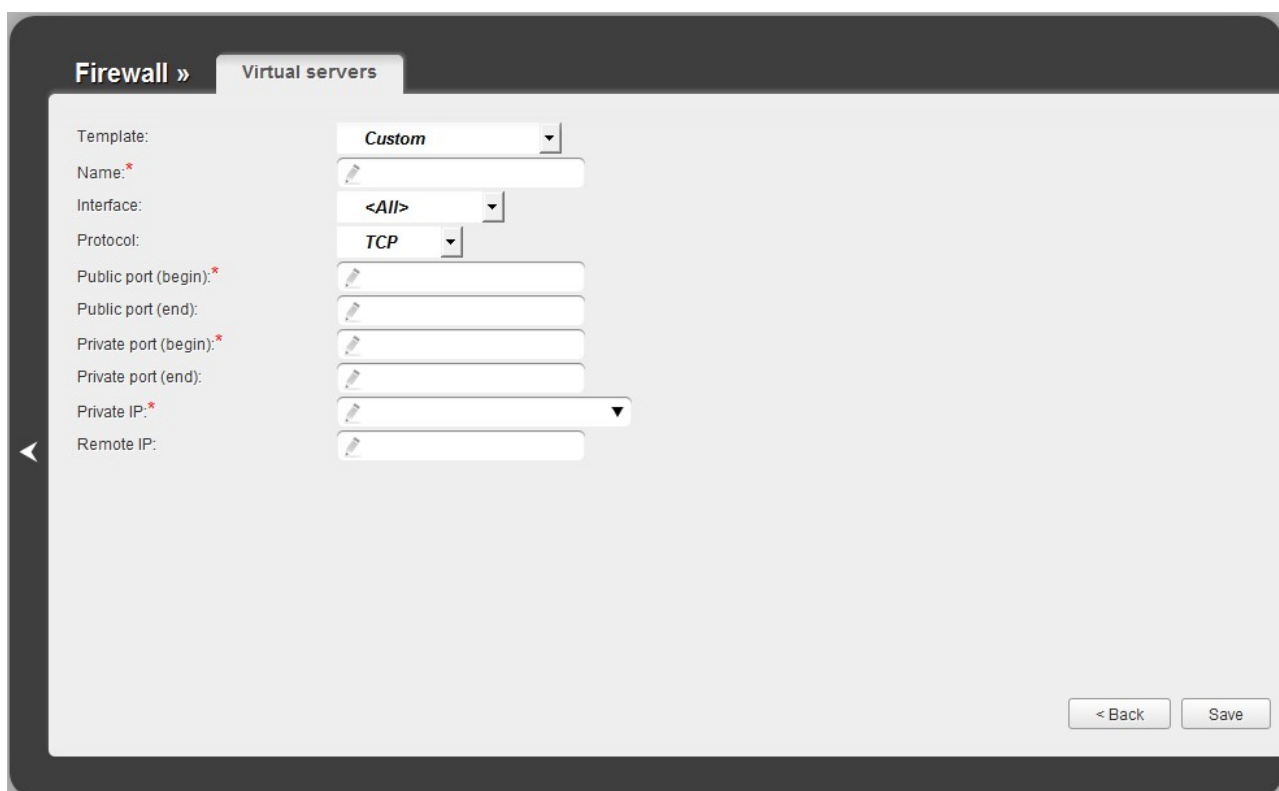 Firewall » Virtual servers
Template: Custom
Name:*
Interface: <All>
Protocol: TCP
Public port (begin):*
Public port (end):
Private port (begin):*
Private port (end):
Private IP:*
Remote IP:
< Back Save